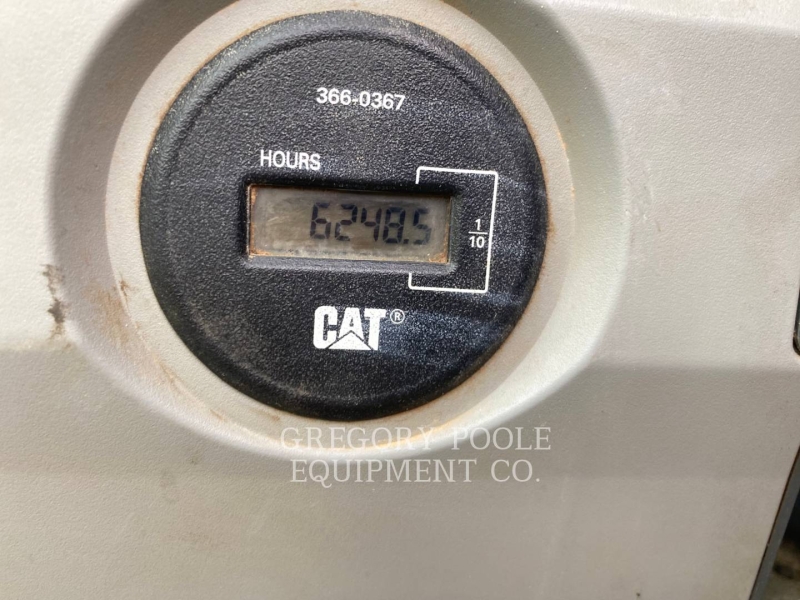 366-0367
HOURS
6248.5
1/10
CAT®
GREGORY POOLE
EQUIPMENT CO.